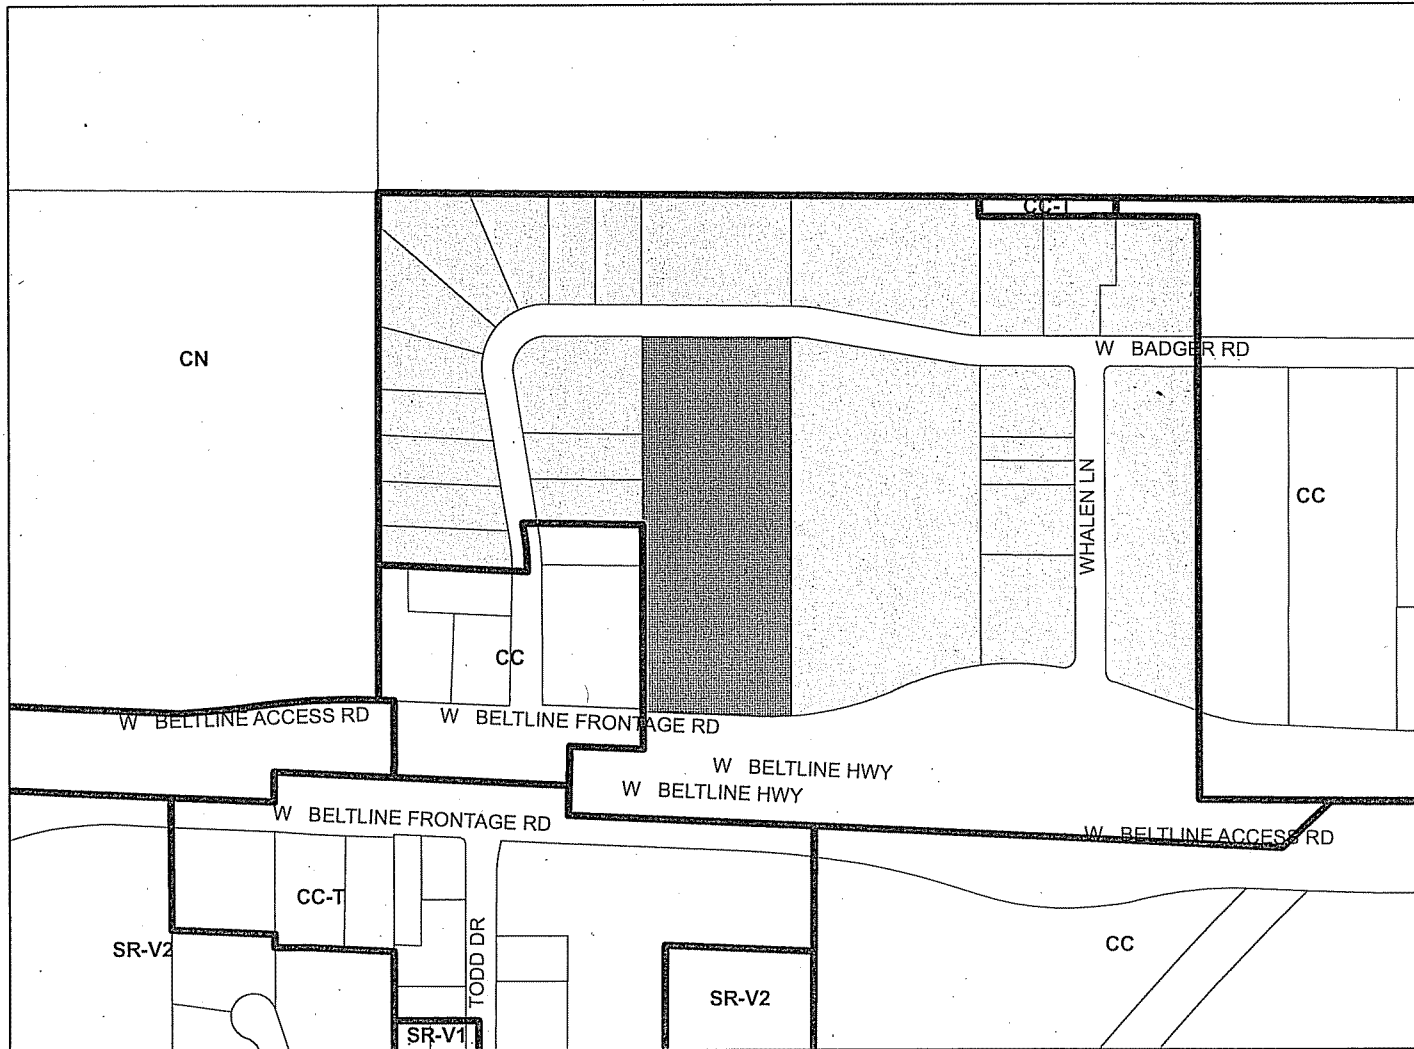 CC-T
W BADGER RD
CN
CC
WHALEN LN
CC
W BELTLINE ACCESS RD
W BELTLINE FRONTAGE RD
W BELTLINE HWY
W BELTLINE HWY
W BELTLINE FRONTAGE RD
W BELTLINE ACCESS RD
CC-T
TODD DR
SR-V2
CC
SR-V2
SR-V1